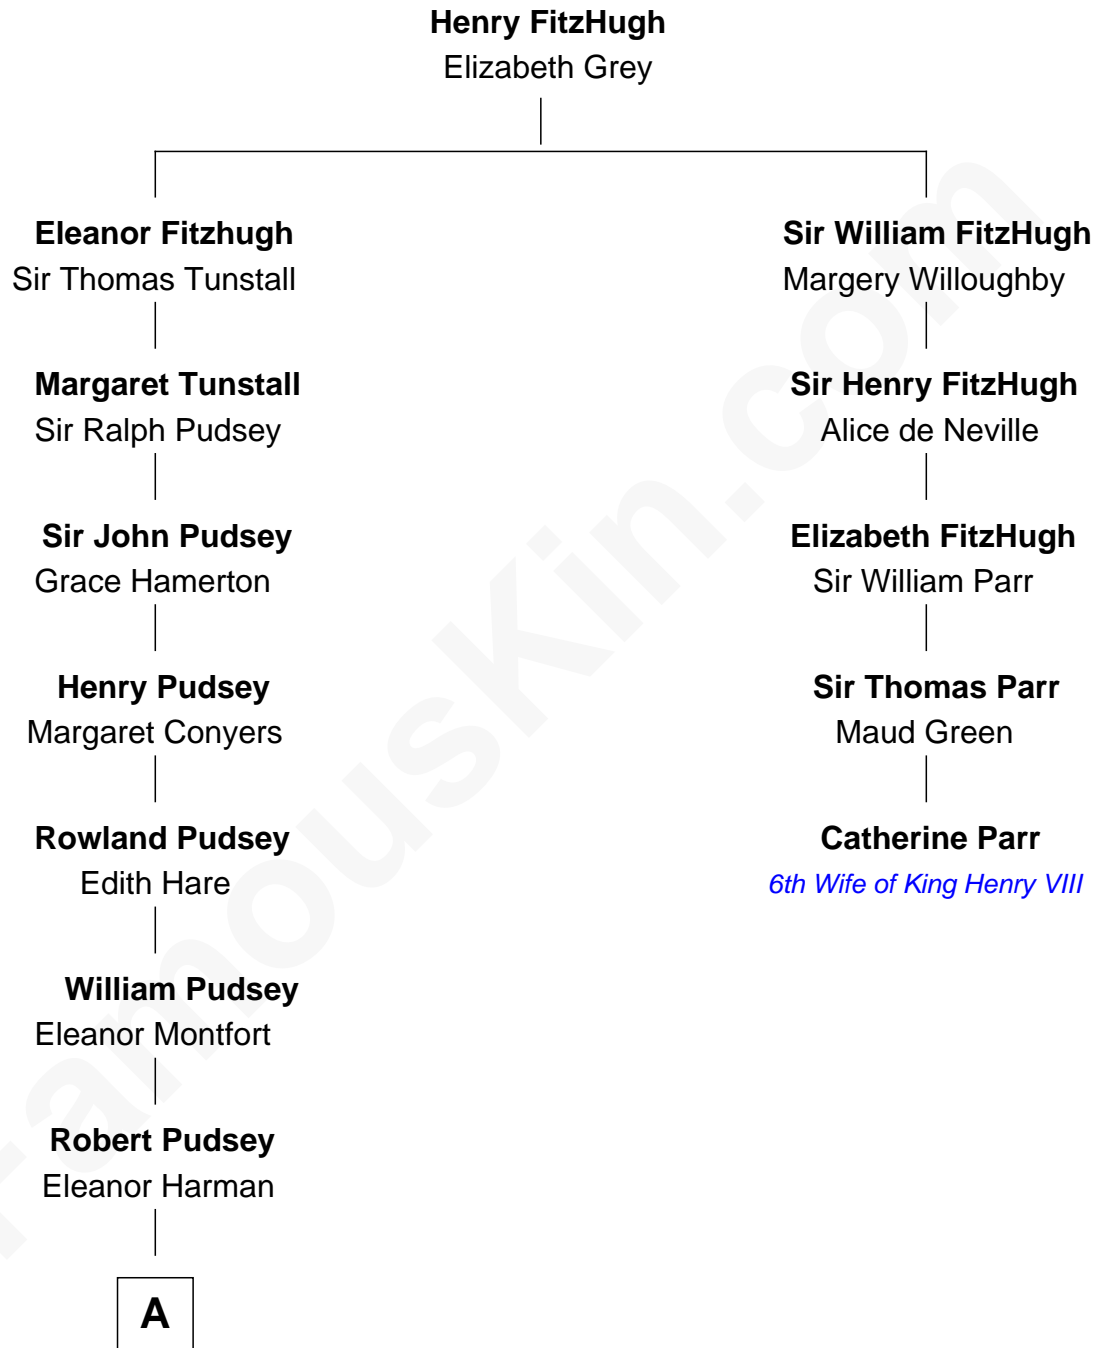 Henry FitzHugh
Elizabeth Grey
Eleanor Fitzhugh
Sir Thomas Tunstall
Margaret Tunstall
Sir Ralph Pudsey
Sir John Pudsey
Grace Hamerton
Henry Pudsey
Margaret Conyers
Rowland Pudsey
Edith Hare
William Pudsey
Eleanor Montfort
Robert Pudsey
Eleanor Harman
A
Sir William FitzHugh
Margery Willoughby
Sir Henry FitzHugh
Alice de Neville
Elizabeth FitzHugh
Sir William Parr
Sir Thomas Parr
Maud Green
Catherine Parr
6th Wife of King Henry VIII
FamousKin.com